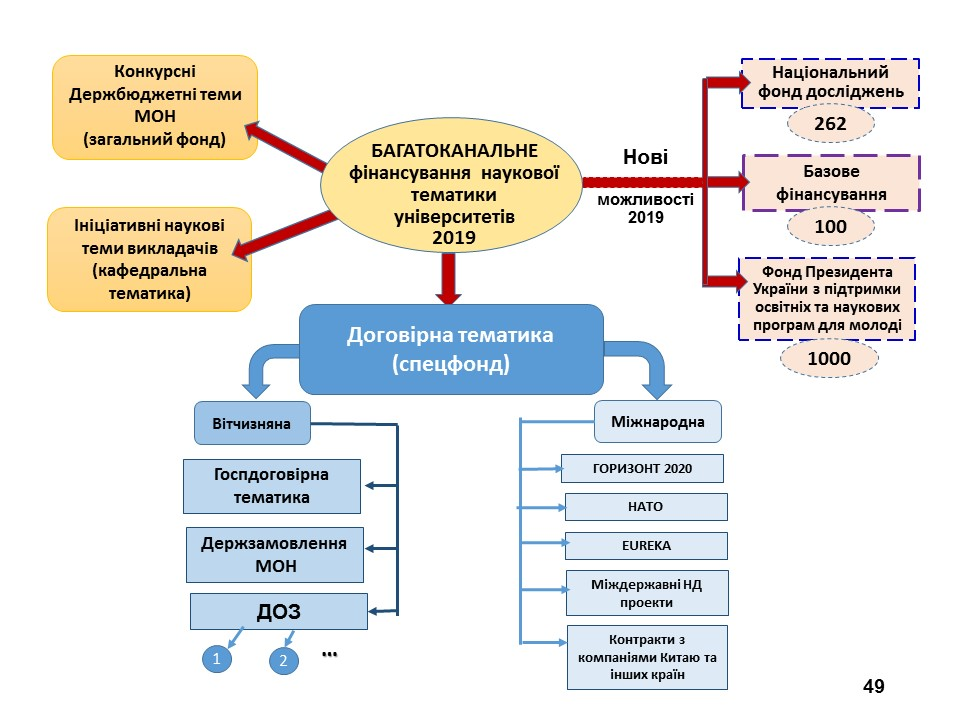 Конкурсні
Держбюджетні теми
МОН
(загальний фонд)
Ініціативні наукові
теми викладачів
(кафедральна
тематика)
БАГАТОКАНАЛЬНЕ
фінансування наукової
тематики
університетів
2019
Нові
можливості
2019
Національний
фонд досліджень
262
Базове
фінансування
100
Фонд Президента
України з підтримки
освітніх та наукових
програм для молоді
1000
Договірна тематика
(спецфонд)
Вітчизняна
Госпдоговірна
тематика
Держзамовлення
МОН
ДОЗ
1
2
...
Міжнародна
ГОРИЗОНТ 2020
НАТО
EUREKA
Міждержавні НД
проекти
Контракти з
компаніями Китаю та
інших країн
49